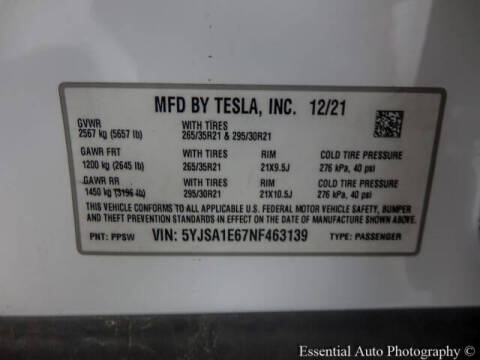 MFD BY TESLA, INC. 12/21
GVWR WITH TIRES
2567 kg (5657 lb) 265/35R21 & 295/30R21
GAWR FRT WITH TIRES RIM COLD TIRE PRESSURE
1200 kg (2645 lb) 265/35R21 21X9.5J 276 kPa, 40 psi
GAWR RR WITH TIRES RIM COLD TIRE PRESSURE
1450 kg (3196 lb) 295/30R21 21X10.5J 276 kPa, 40 psi
THIS VEHICLE CONFORMS TO ALL APPLICABLE U.S. FEDERAL MOTOR VEHICLE SAFETY, BUMPER
AND THEFT PREVENTION STANDARDS IN EFFECT ON THE DATE OF MANUFACTURE SHOWN ABOVE.
PNT: PPSW VIN: 5YJSA1E67NF463139 TYPE: PASSENGER
Essential Auto Photography ©